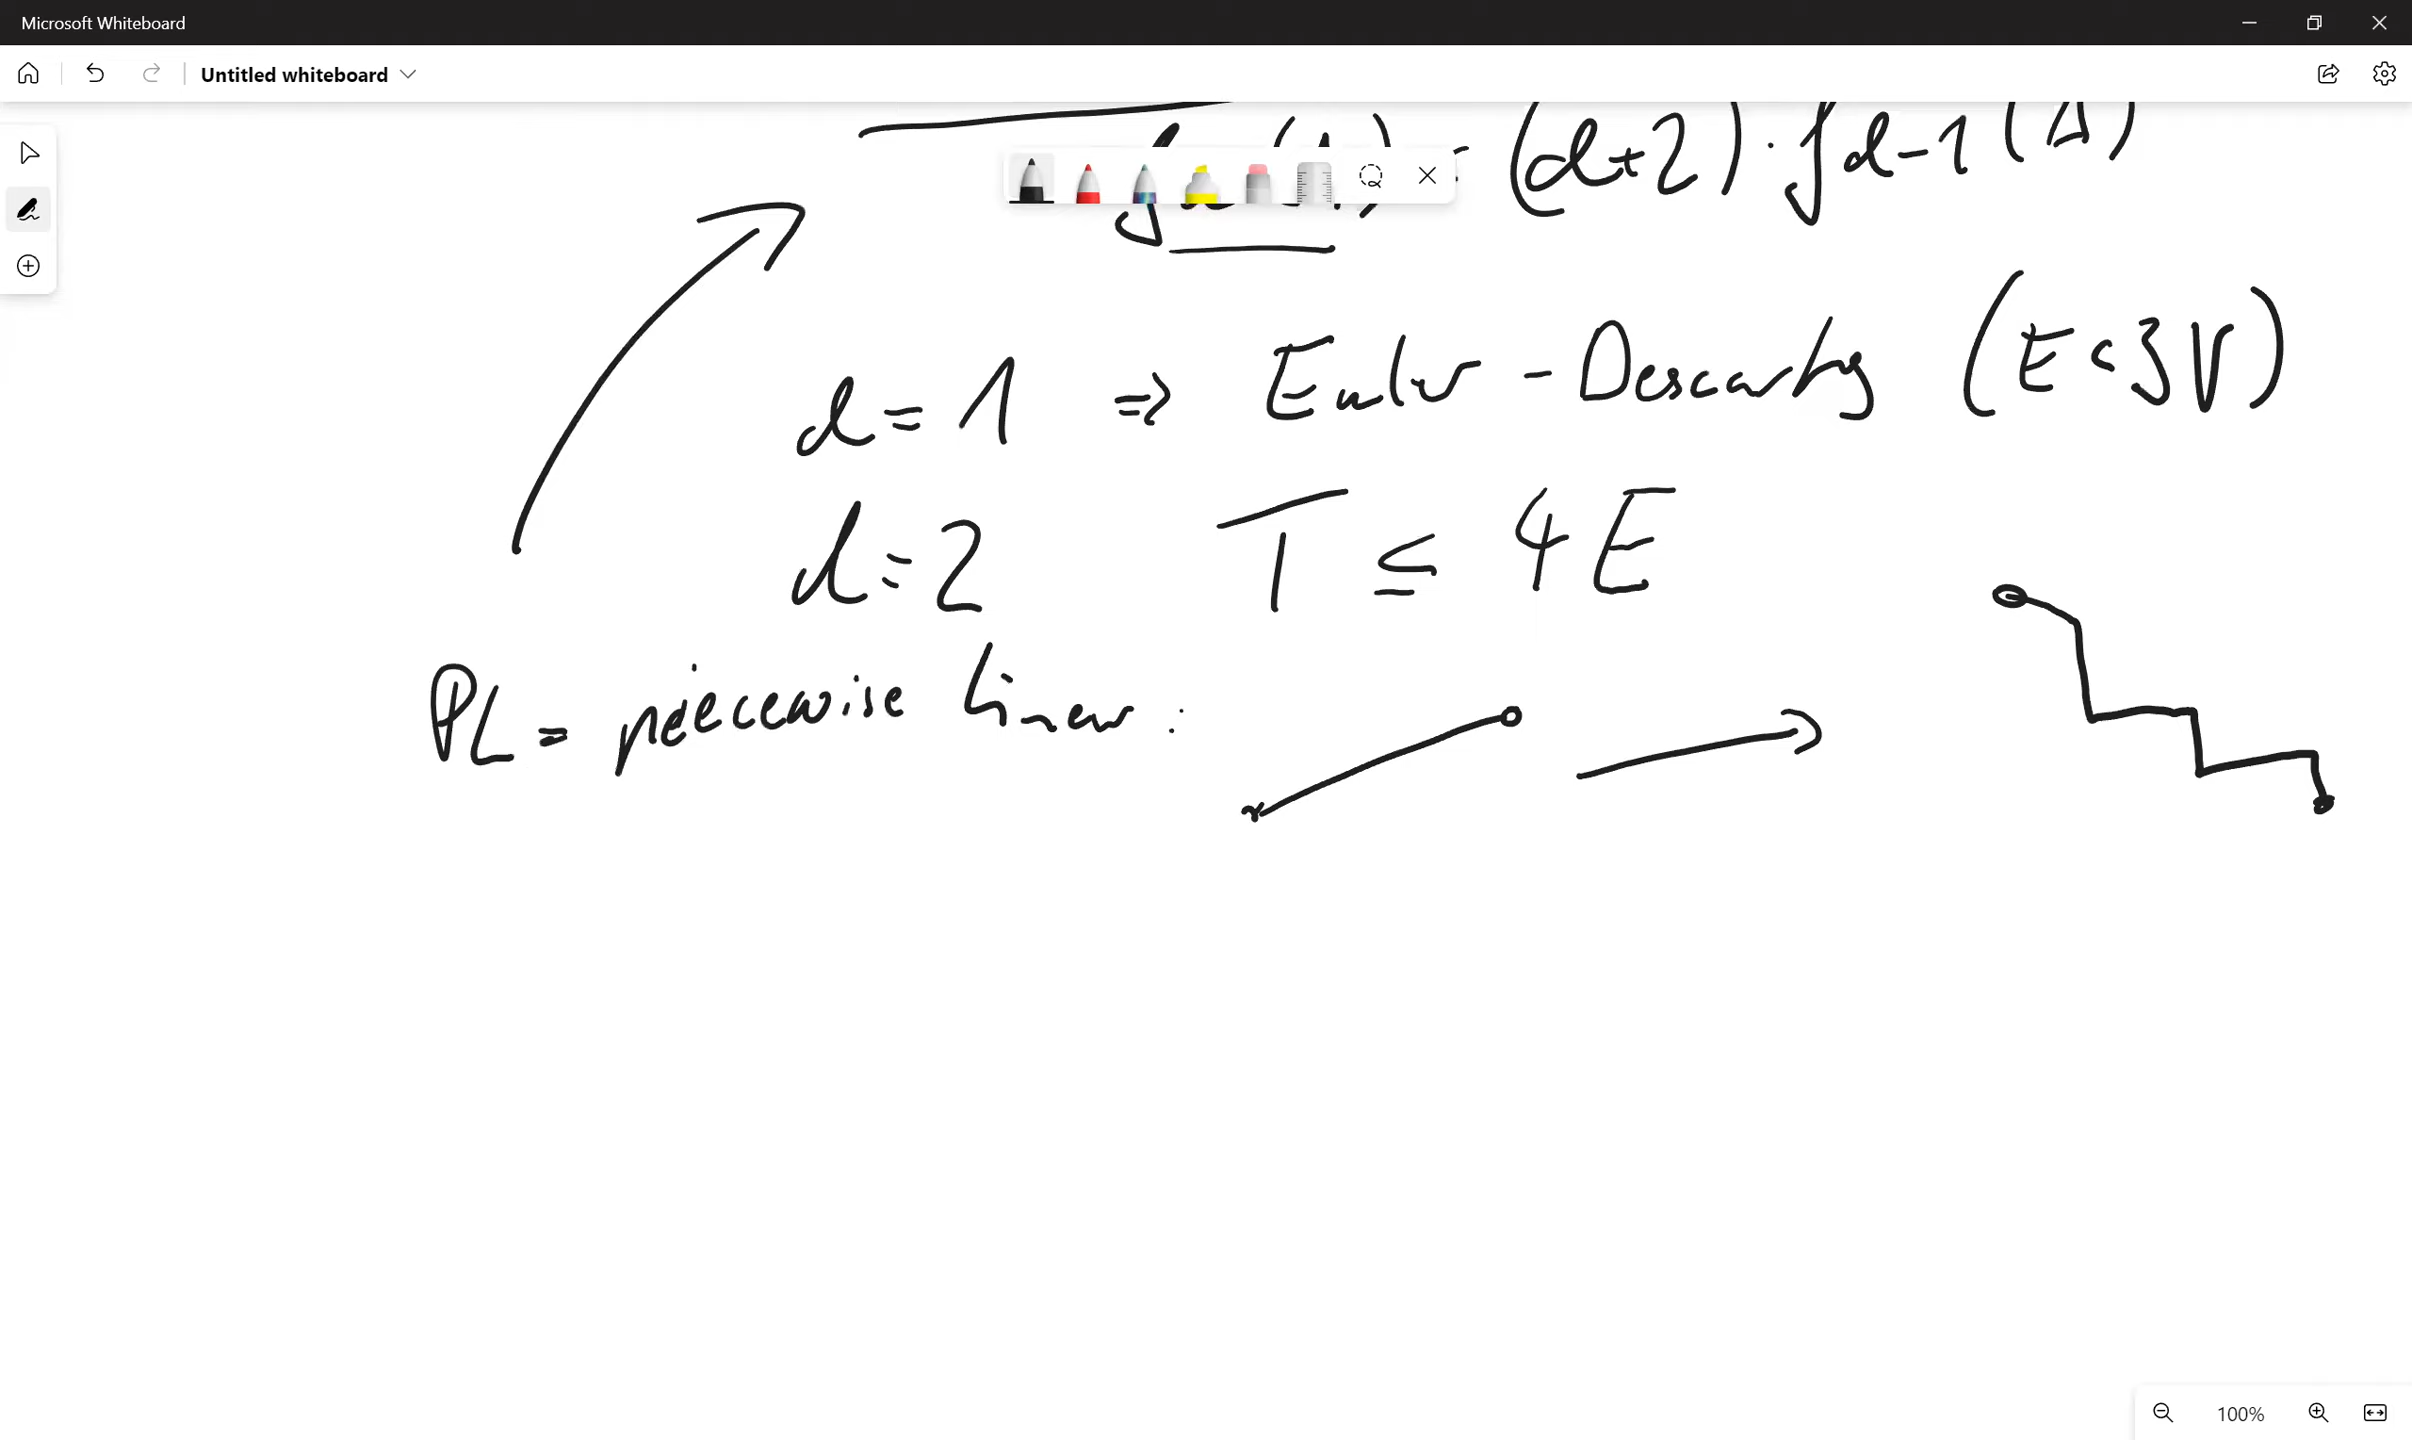 Microsoft Whiteboard
Untitled whiteboard
(d+2) · f d-1 (Δ)
d = 1 ⇒ Euler - Descartes (E < 3V)
d = 2 T ≤ 4E
PL = piecewise linear :
100%